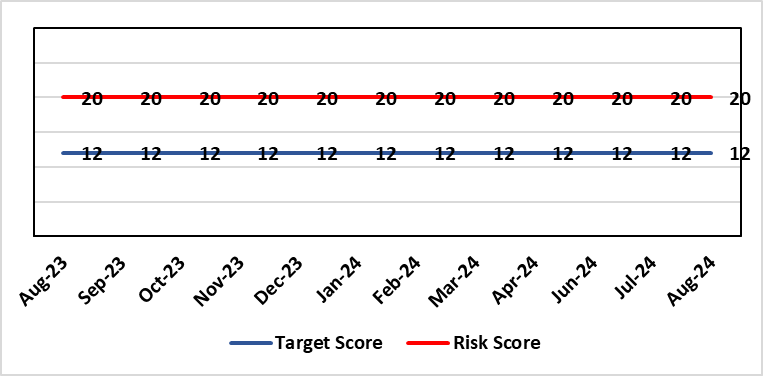 20 20 20 20 20 20 20 20 20 20 20 20
12 12 12 12 12 12 12 12 12 12 12 12
Aug-23 Sep-23 Oct-23 Nov-23 Dec-23 Jan-24 Feb-24 Mar-24 Apr-24 Jun-24 Jul-24 Aug-24
Target Score Risk Score